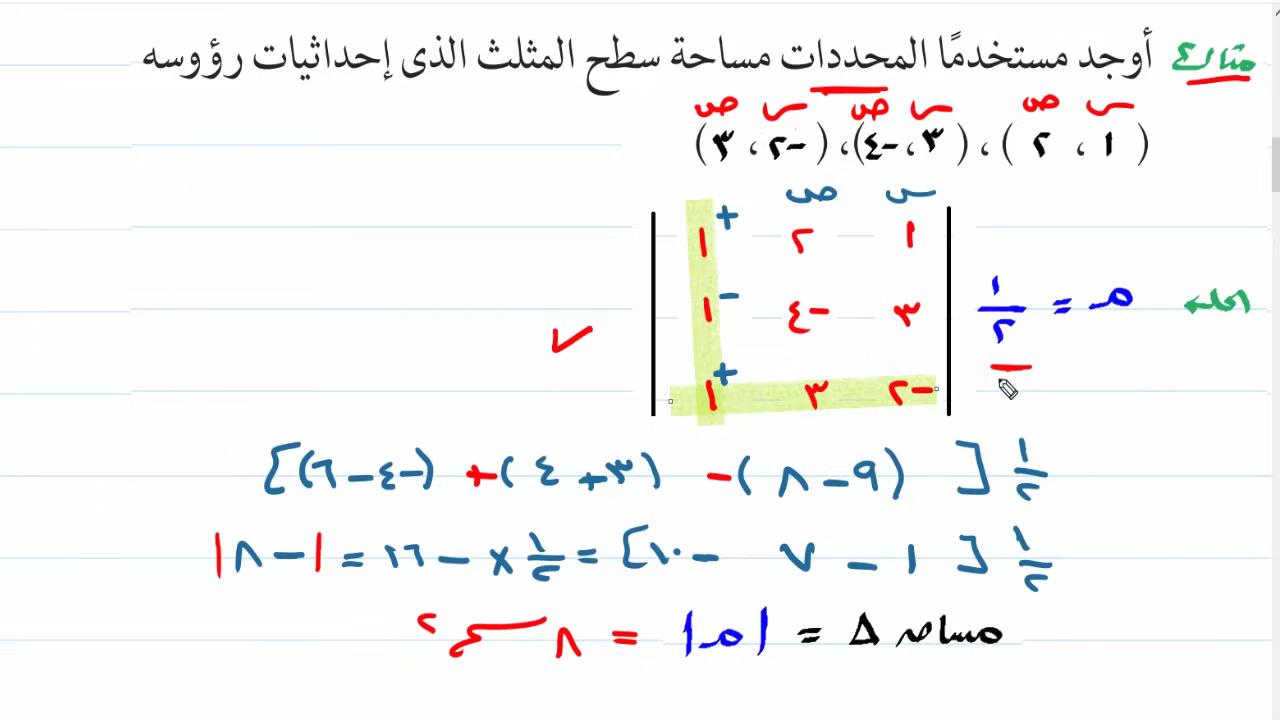 مثال٤ أوجد مستخدمًا المحددات مساحة سطح المثلث الذى إحداثيات رؤوسه
س ص س ص س ص
(١ ، ٢) ، (٣ ، -٤) ، (-٢ ، ٣)
س ص
١ ٢ ١ +
الحل م = ١/٢ ٣ -٤ ١ -
-٢ ٣ ١ +
✓
١/٢ [(٩ - ٨) - (٣ + ٤) + (-٤ - ٦)]
١/٢ [١ - ٧ - ١٠] = ١/٢ × - ١٦ = |- ٨|
مساحة Δ = |م| = ٨ سم٢